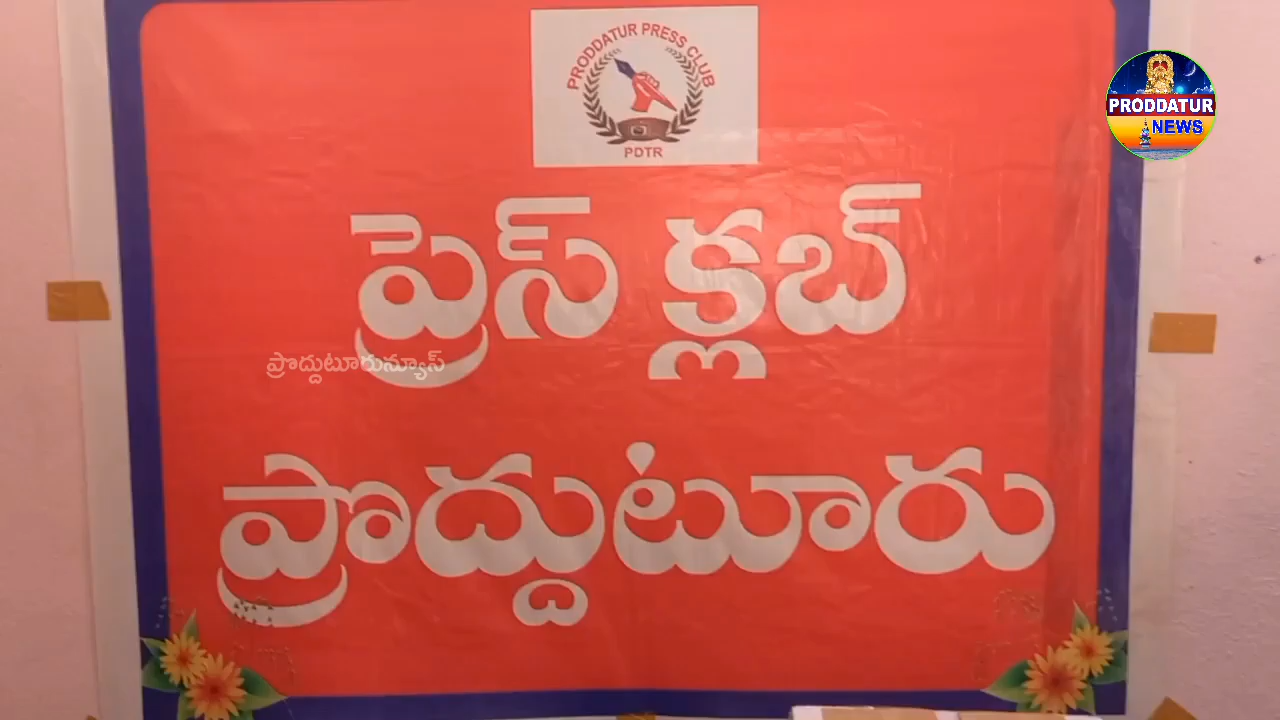 PRODDATUR PRESS CLUB
PDTR
PRODDATUR
NEWS
ప్రెస్ క్లబ్
ప్రొద్దుటూరున్యూస్
ప్రొద్దుటూరు